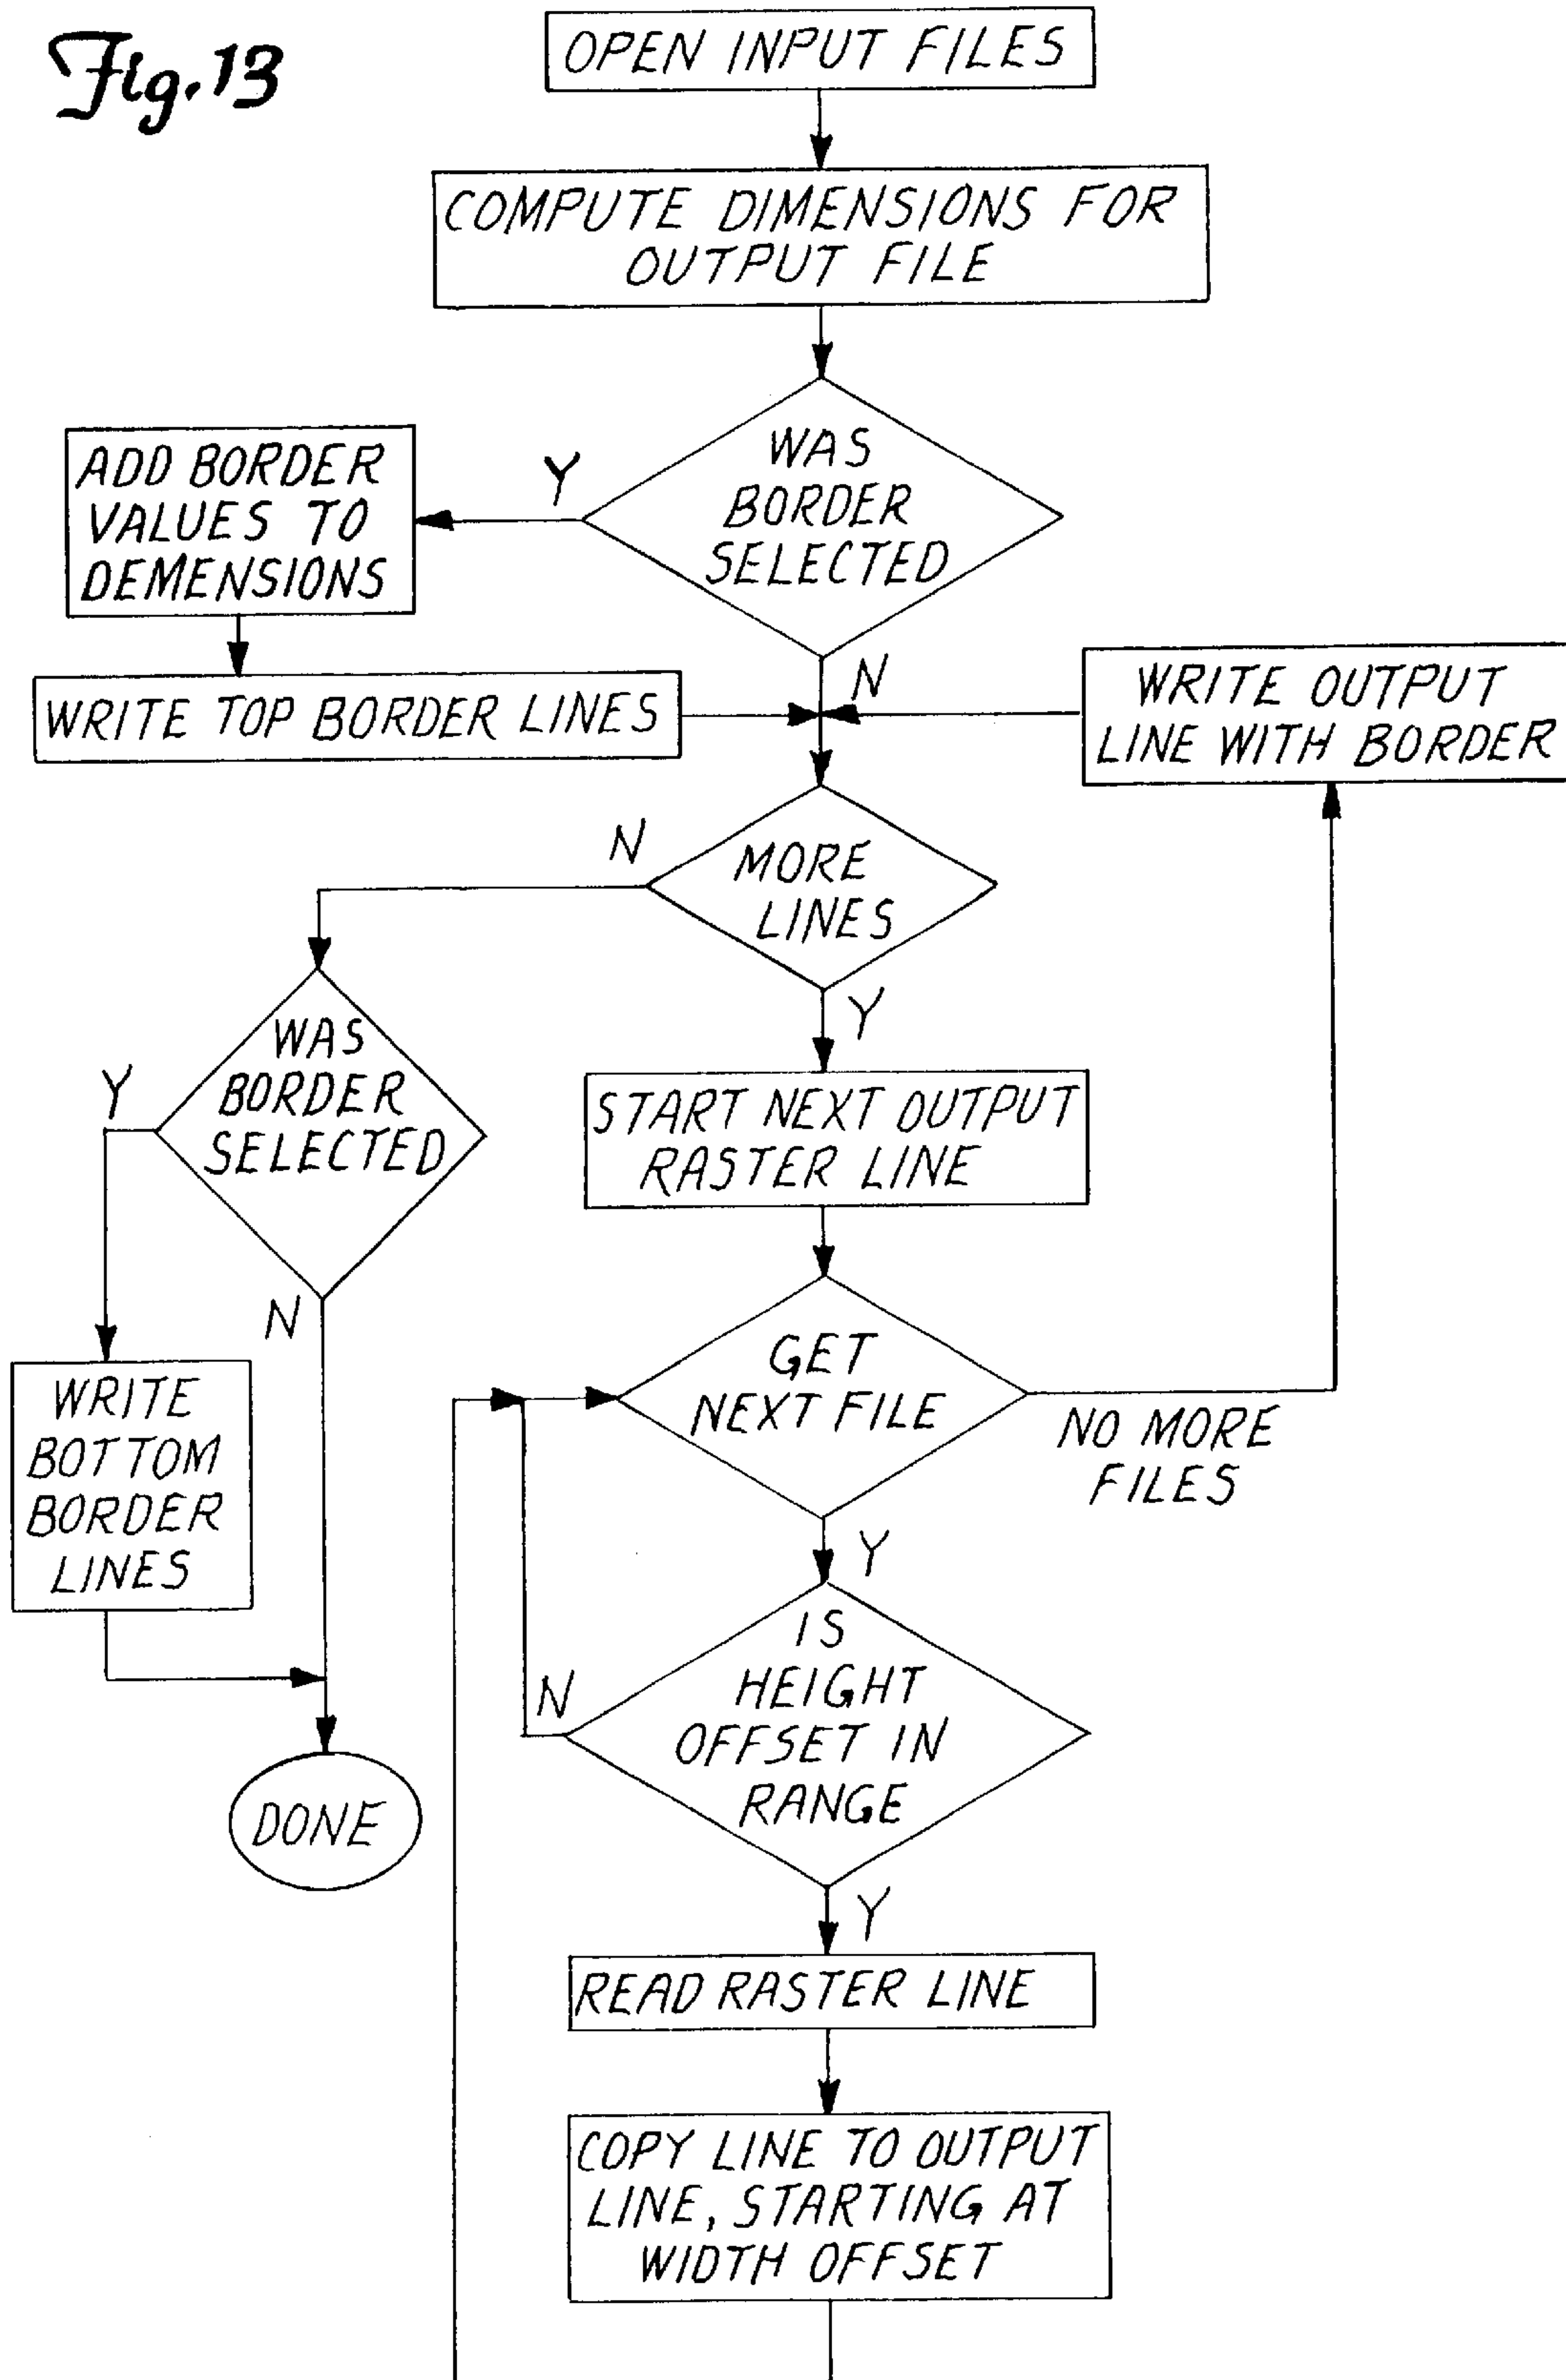 Fig.13
OPEN INPUT FILES
COMPUTE DIMENSIONS FOR
OUTPUT FILE
WAS
BORDER
SELECTED
Y
N
ADD BORDER
VALUES TO
DEMENSIONS
WRITE TOP BORDER LINES
WRITE OUTPUT
LINE WITH BORDER
MORE
LINES
N
Y
WAS
BORDER
SELECTED
Y
N
START NEXT OUTPUT
RASTER LINE
GET
NEXT FILE
NO MORE
FILES
Y
WRITE
BOTTOM
BORDER
LINES
IS
HEIGHT
OFFSET IN
RANGE
N
Y
DONE
READ RASTER LINE
COPY LINE TO OUTPUT
LINE, STARTING AT
WIDTH OFFSET